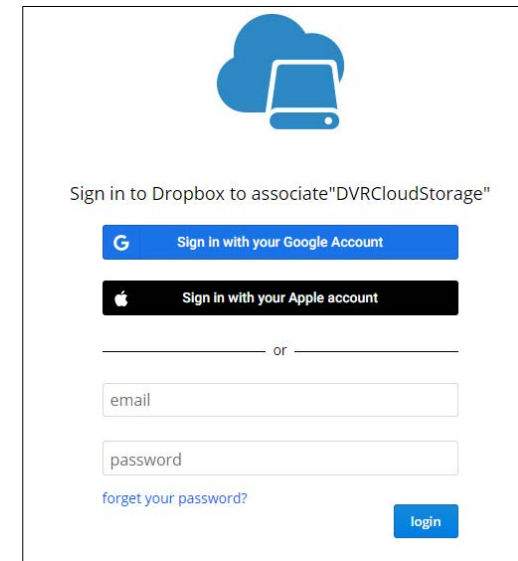 Sign in to Dropbox to associate"DVRCloudStorage"
G Sign in with your Google Account
Sign in with your Apple account
or
email
password
forget your password?
login